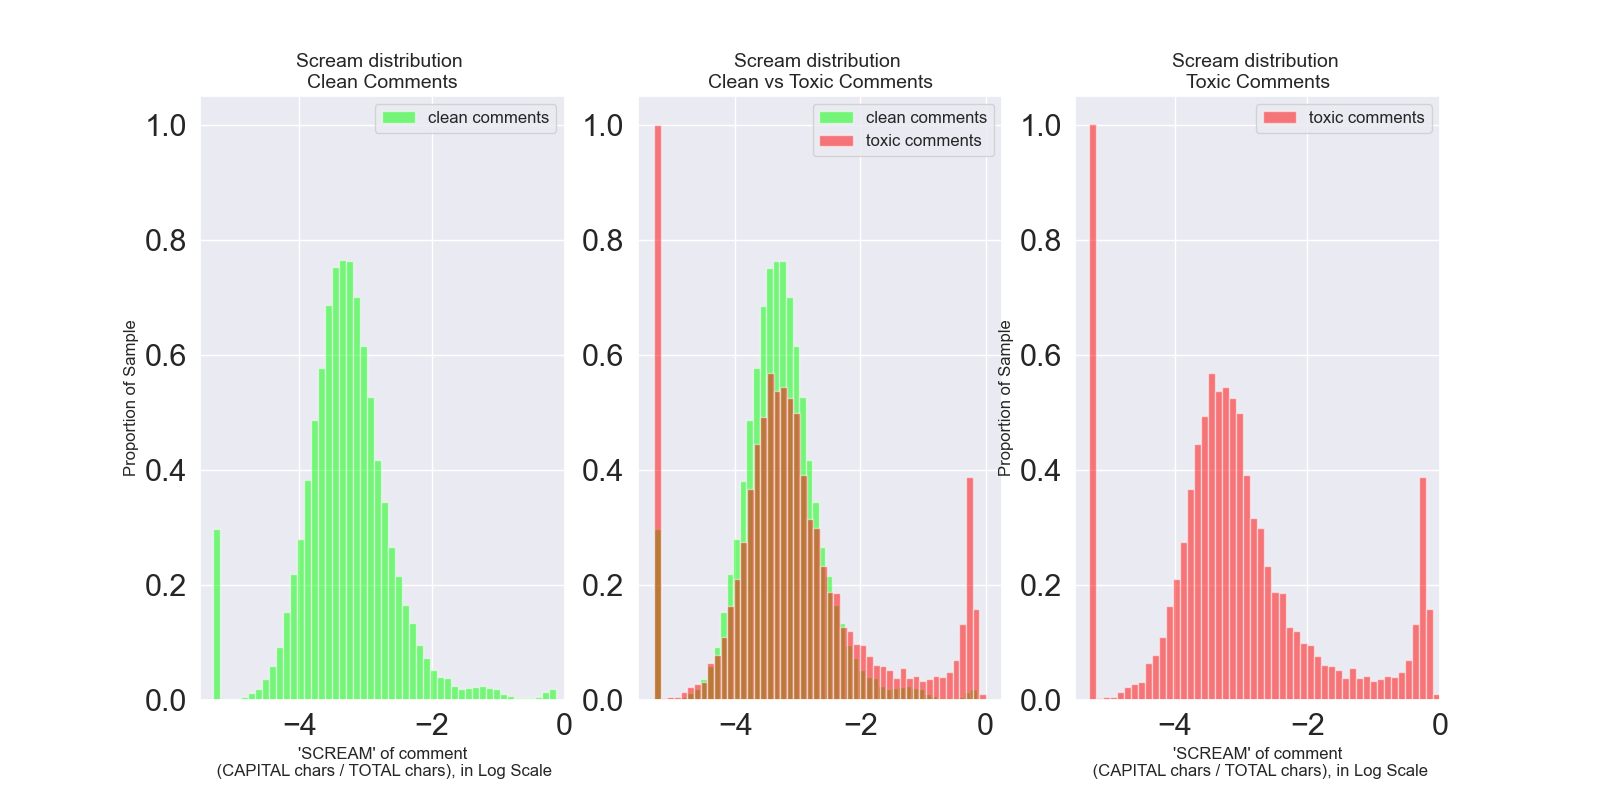 Scream distribution
Clean Comments
clean comments
1.0
0.8
0.6
0.4
0.2
0.0
Proportion of Sample
−4
−2
0
'SCREAM' of comment
(CAPITAL chars / TOTAL chars), in Log Scale
Scream distribution
Clean vs Toxic Comments
clean comments
toxic comments
1.0
0.8
0.6
0.4
0.2
0.0
−4
−2
0
Scream distribution
Toxic Comments
toxic comments
1.0
0.8
0.6
0.4
0.2
0.0
Proportion of Sample
−4
−2
0
'SCREAM' of comment
(CAPITAL chars / TOTAL chars), in Log Scale